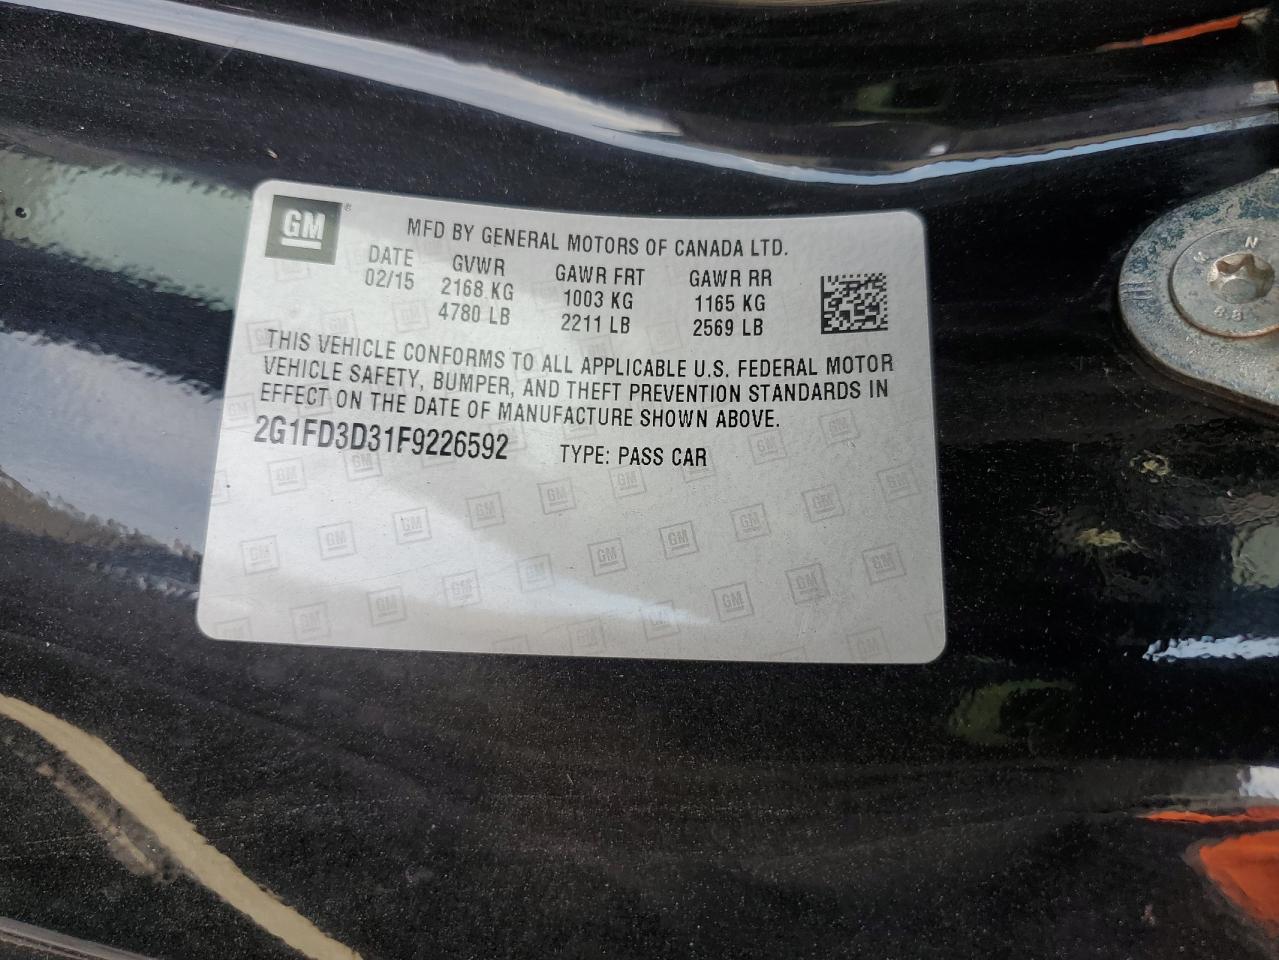 GM®
MFD BY GENERAL MOTORS OF CANADA LTD.
DATE GVWR GAWR FRT GAWR RR
02/15 2168 KG 1003 KG 1165 KG
4780 LB 2211 LB 2569 LB
THIS VEHICLE CONFORMS TO ALL APPLICABLE U.S. FEDERAL MOTOR
VEHICLE SAFETY, BUMPER, AND THEFT PREVENTION STANDARDS IN
EFFECT ON THE DATE OF MANUFACTURE SHOWN ABOVE.
2G1FD3D31F9226592 TYPE: PASS CAR